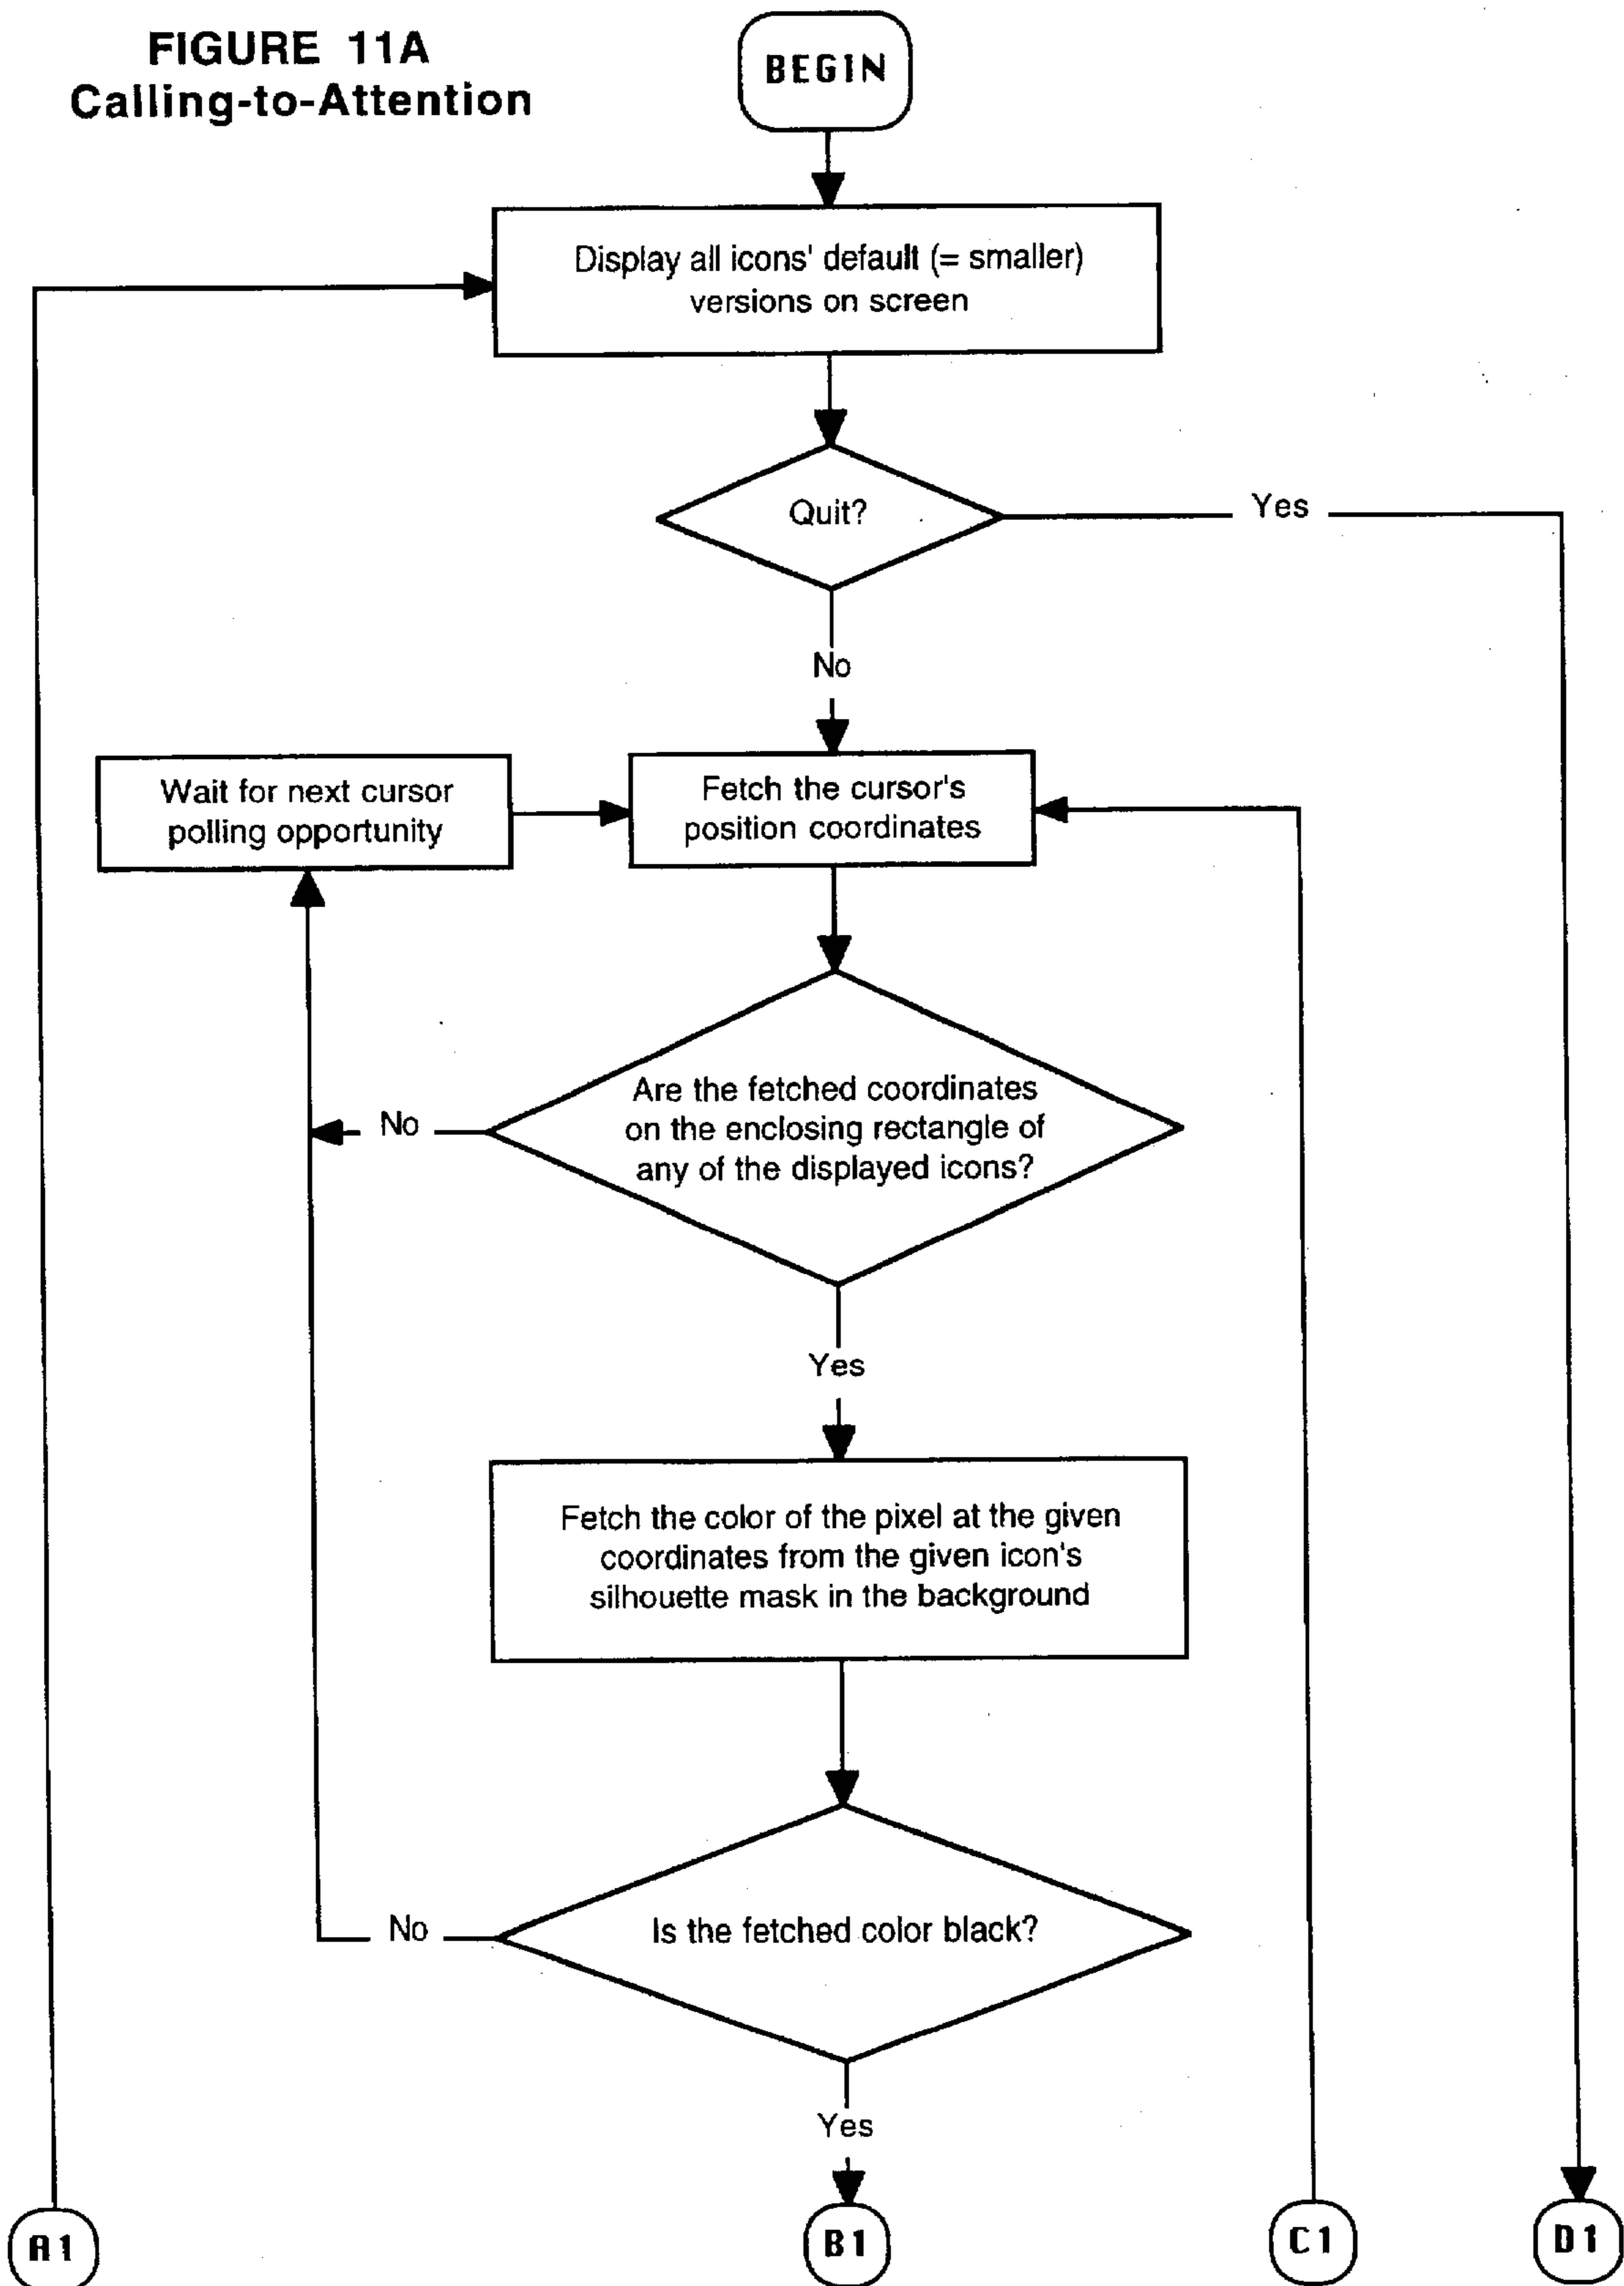 FIGURE 11A
Calling-to-Attention
BEGIN
Display all icons' default (= smaller)
versions on screen
Quit?
Yes
No
Wait for next cursor
polling opportunity
Fetch the cursor's
position coordinates
Are the fetched coordinates
on the enclosing rectangle of
any of the displayed icons?
No
Yes
Fetch the color of the pixel at the given
coordinates from the given icon's
silhouette mask in the background
Is the fetched color black?
No
Yes
A1
B1
C1
D1